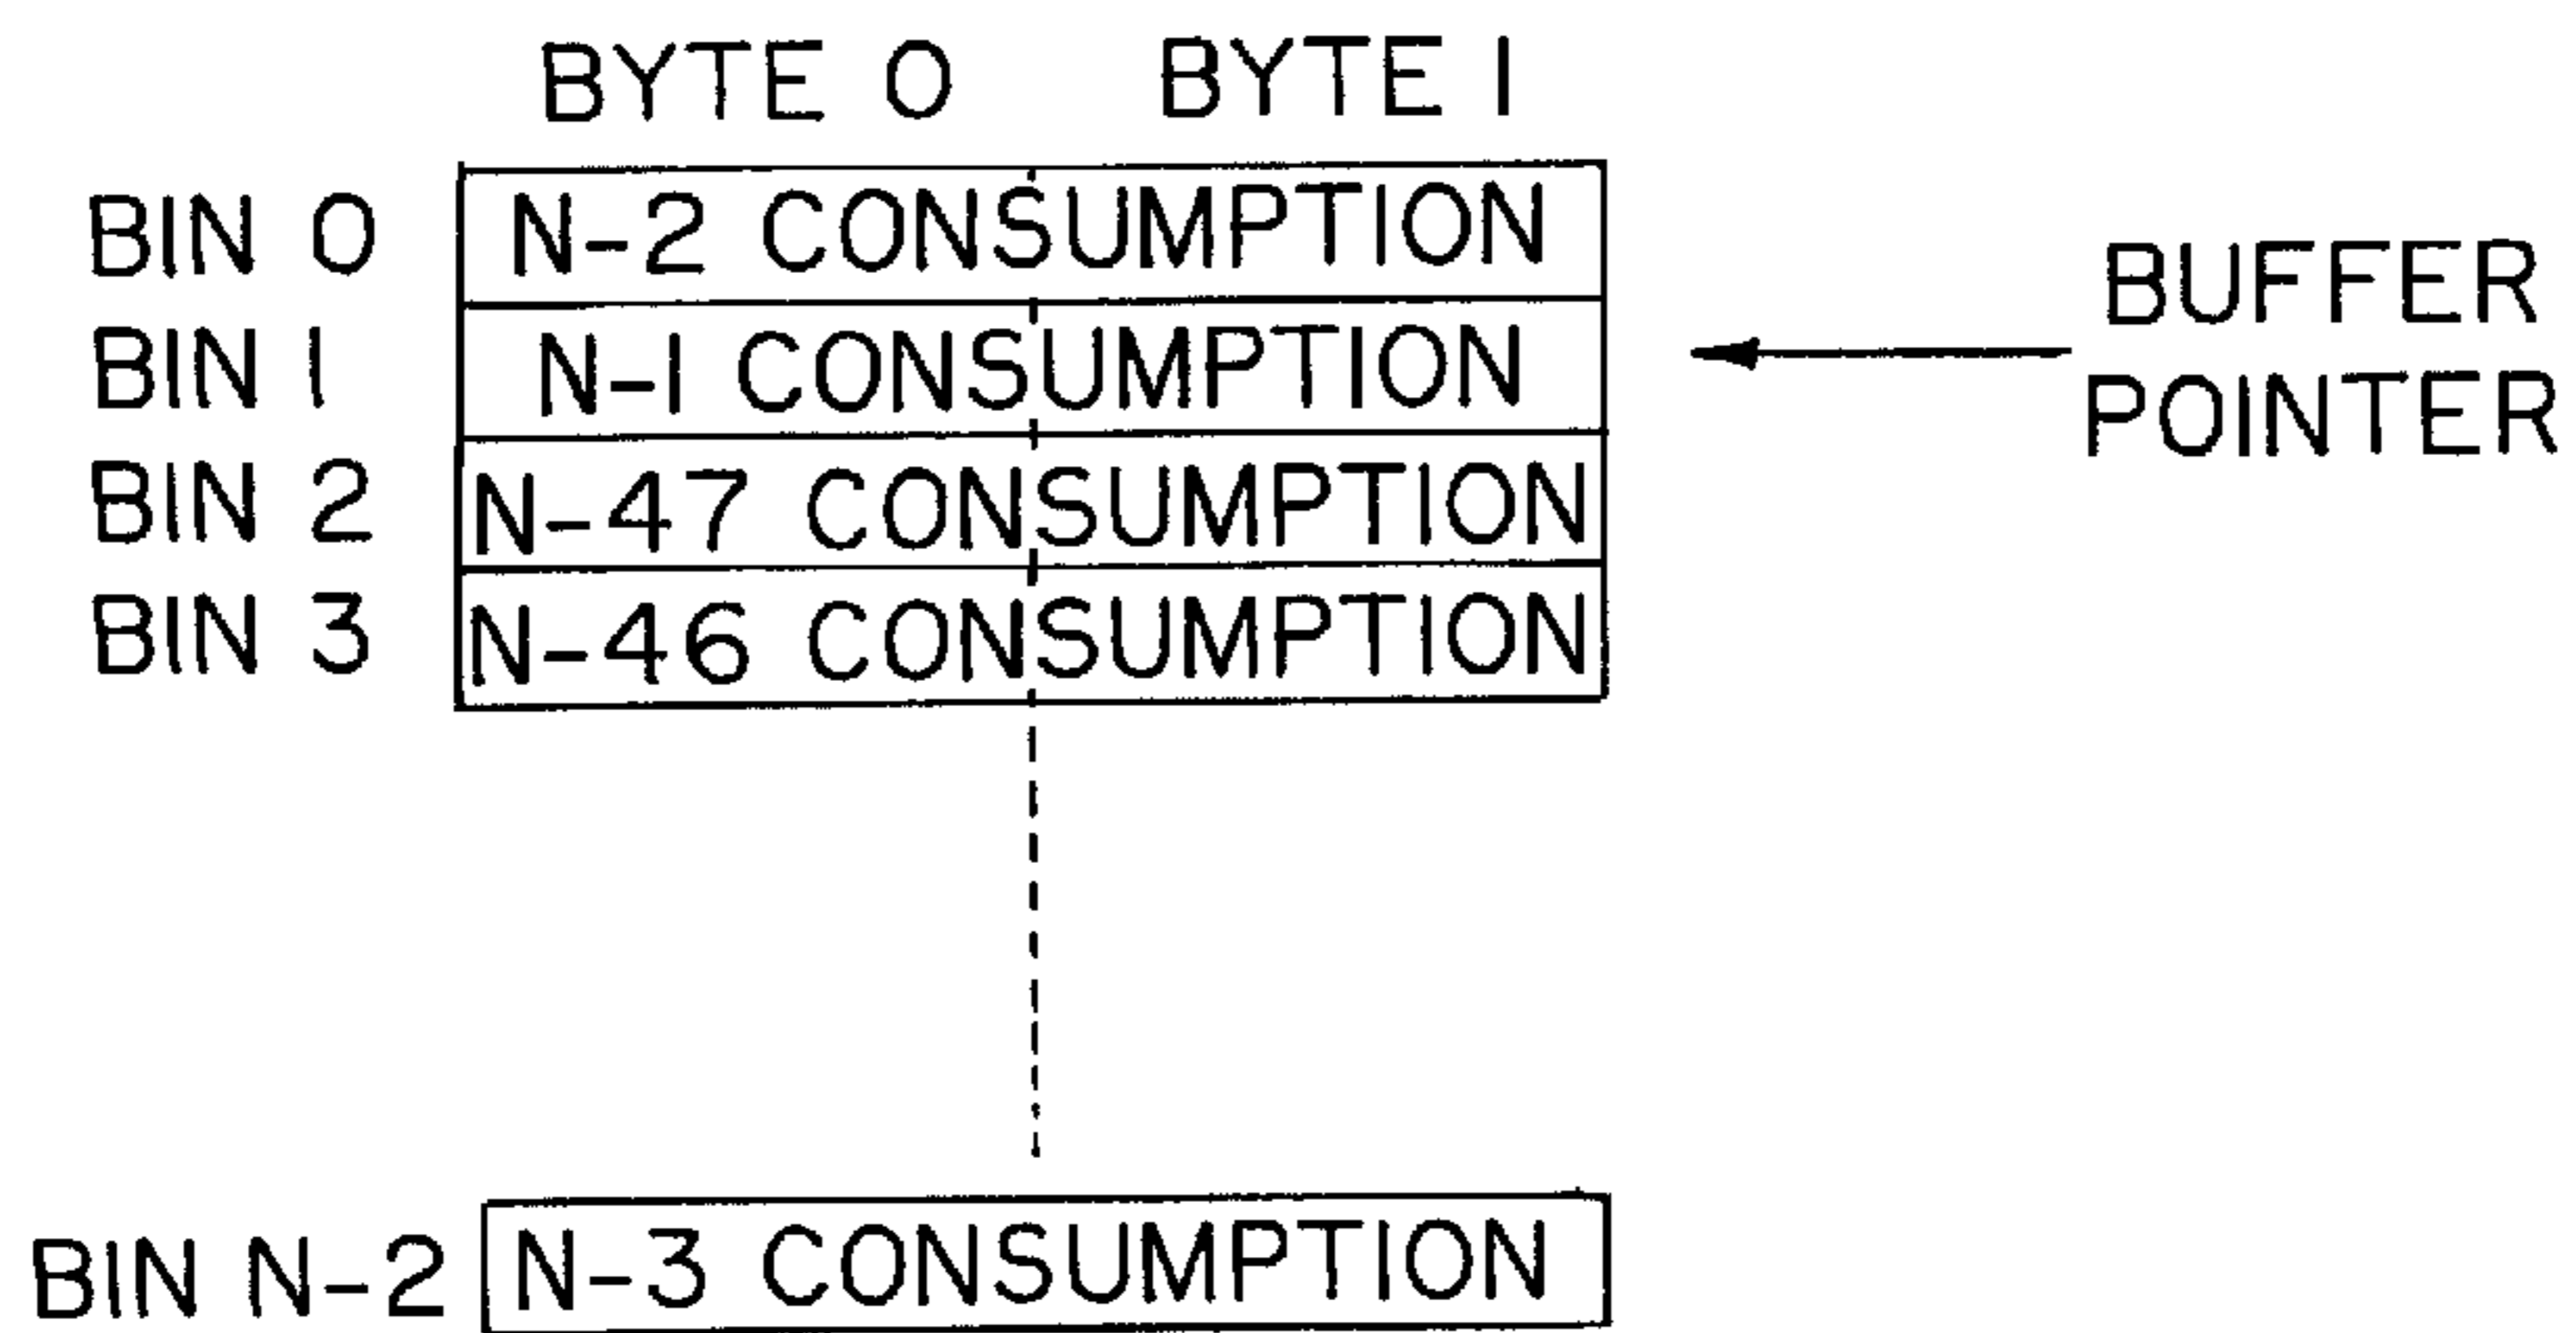 BYTE 0 BYTE 1
BIN 0 N-2 CONSUMPTION
BIN 1 N-1 CONSUMPTION
BIN 2 N-47 CONSUMPTION
BIN 3 N-46 CONSUMPTION
BUFFER
POINTER
BIN N-2 N-3 CONSUMPTION